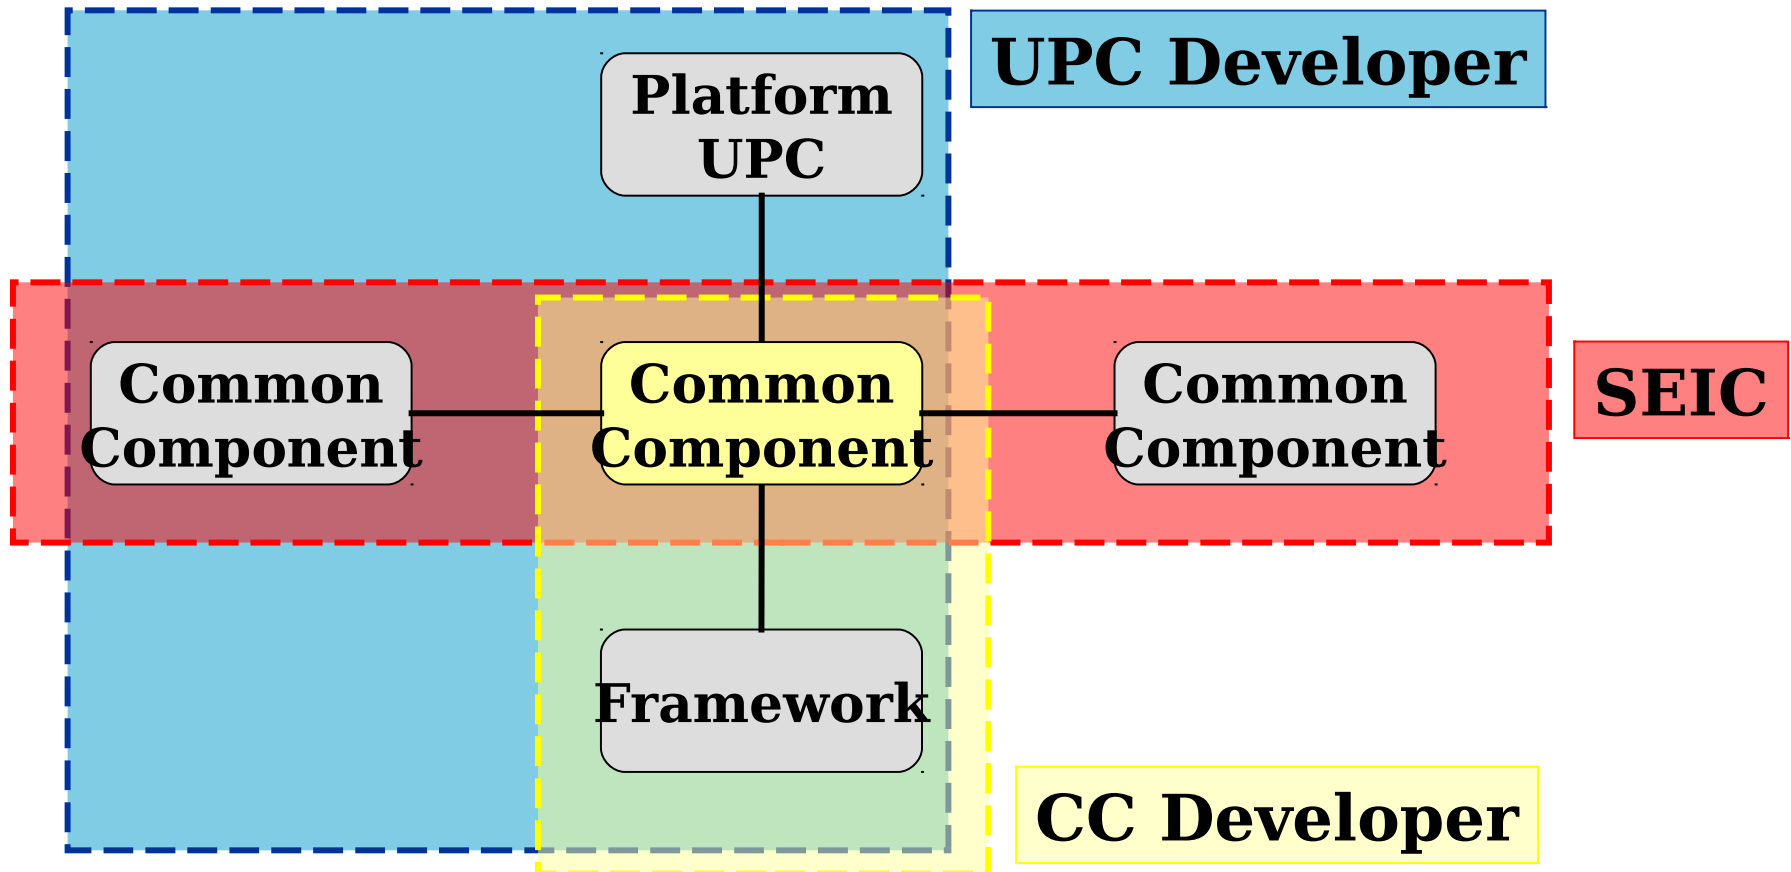 UPC Developer
Platform
UPC
Common
Component
Common
Component
Common
Component
SEIC
Framework
CC Developer